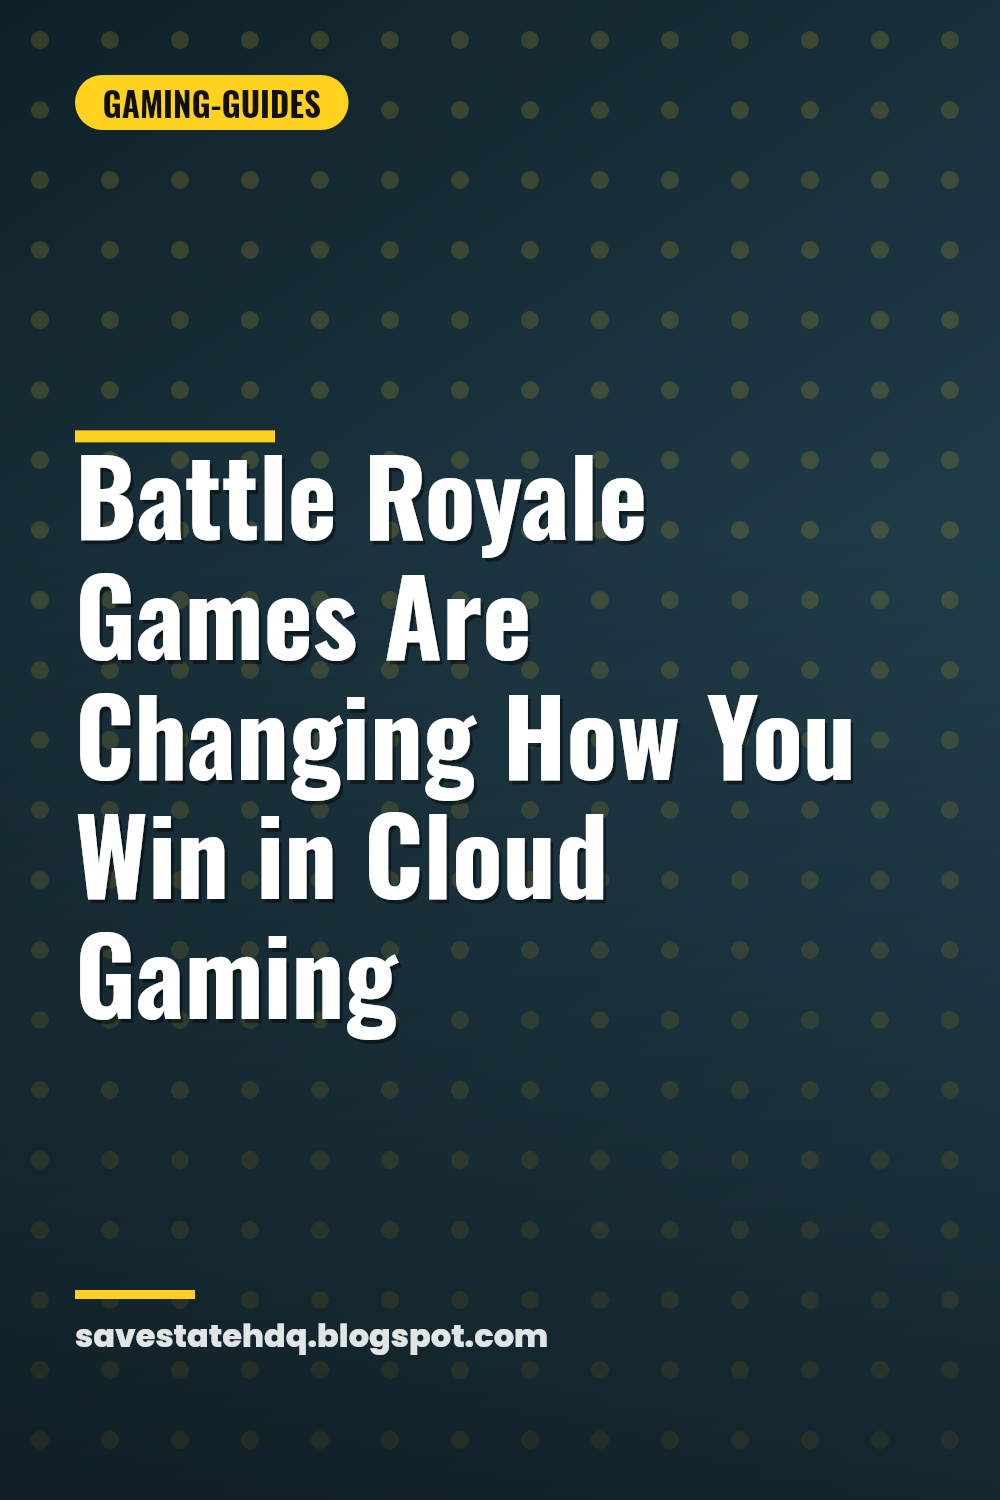 GAMING-GUIDES
Battle Royale
Games Are
Changing How You
Win in Cloud
Gaming
savestatehdq.blogspot.com